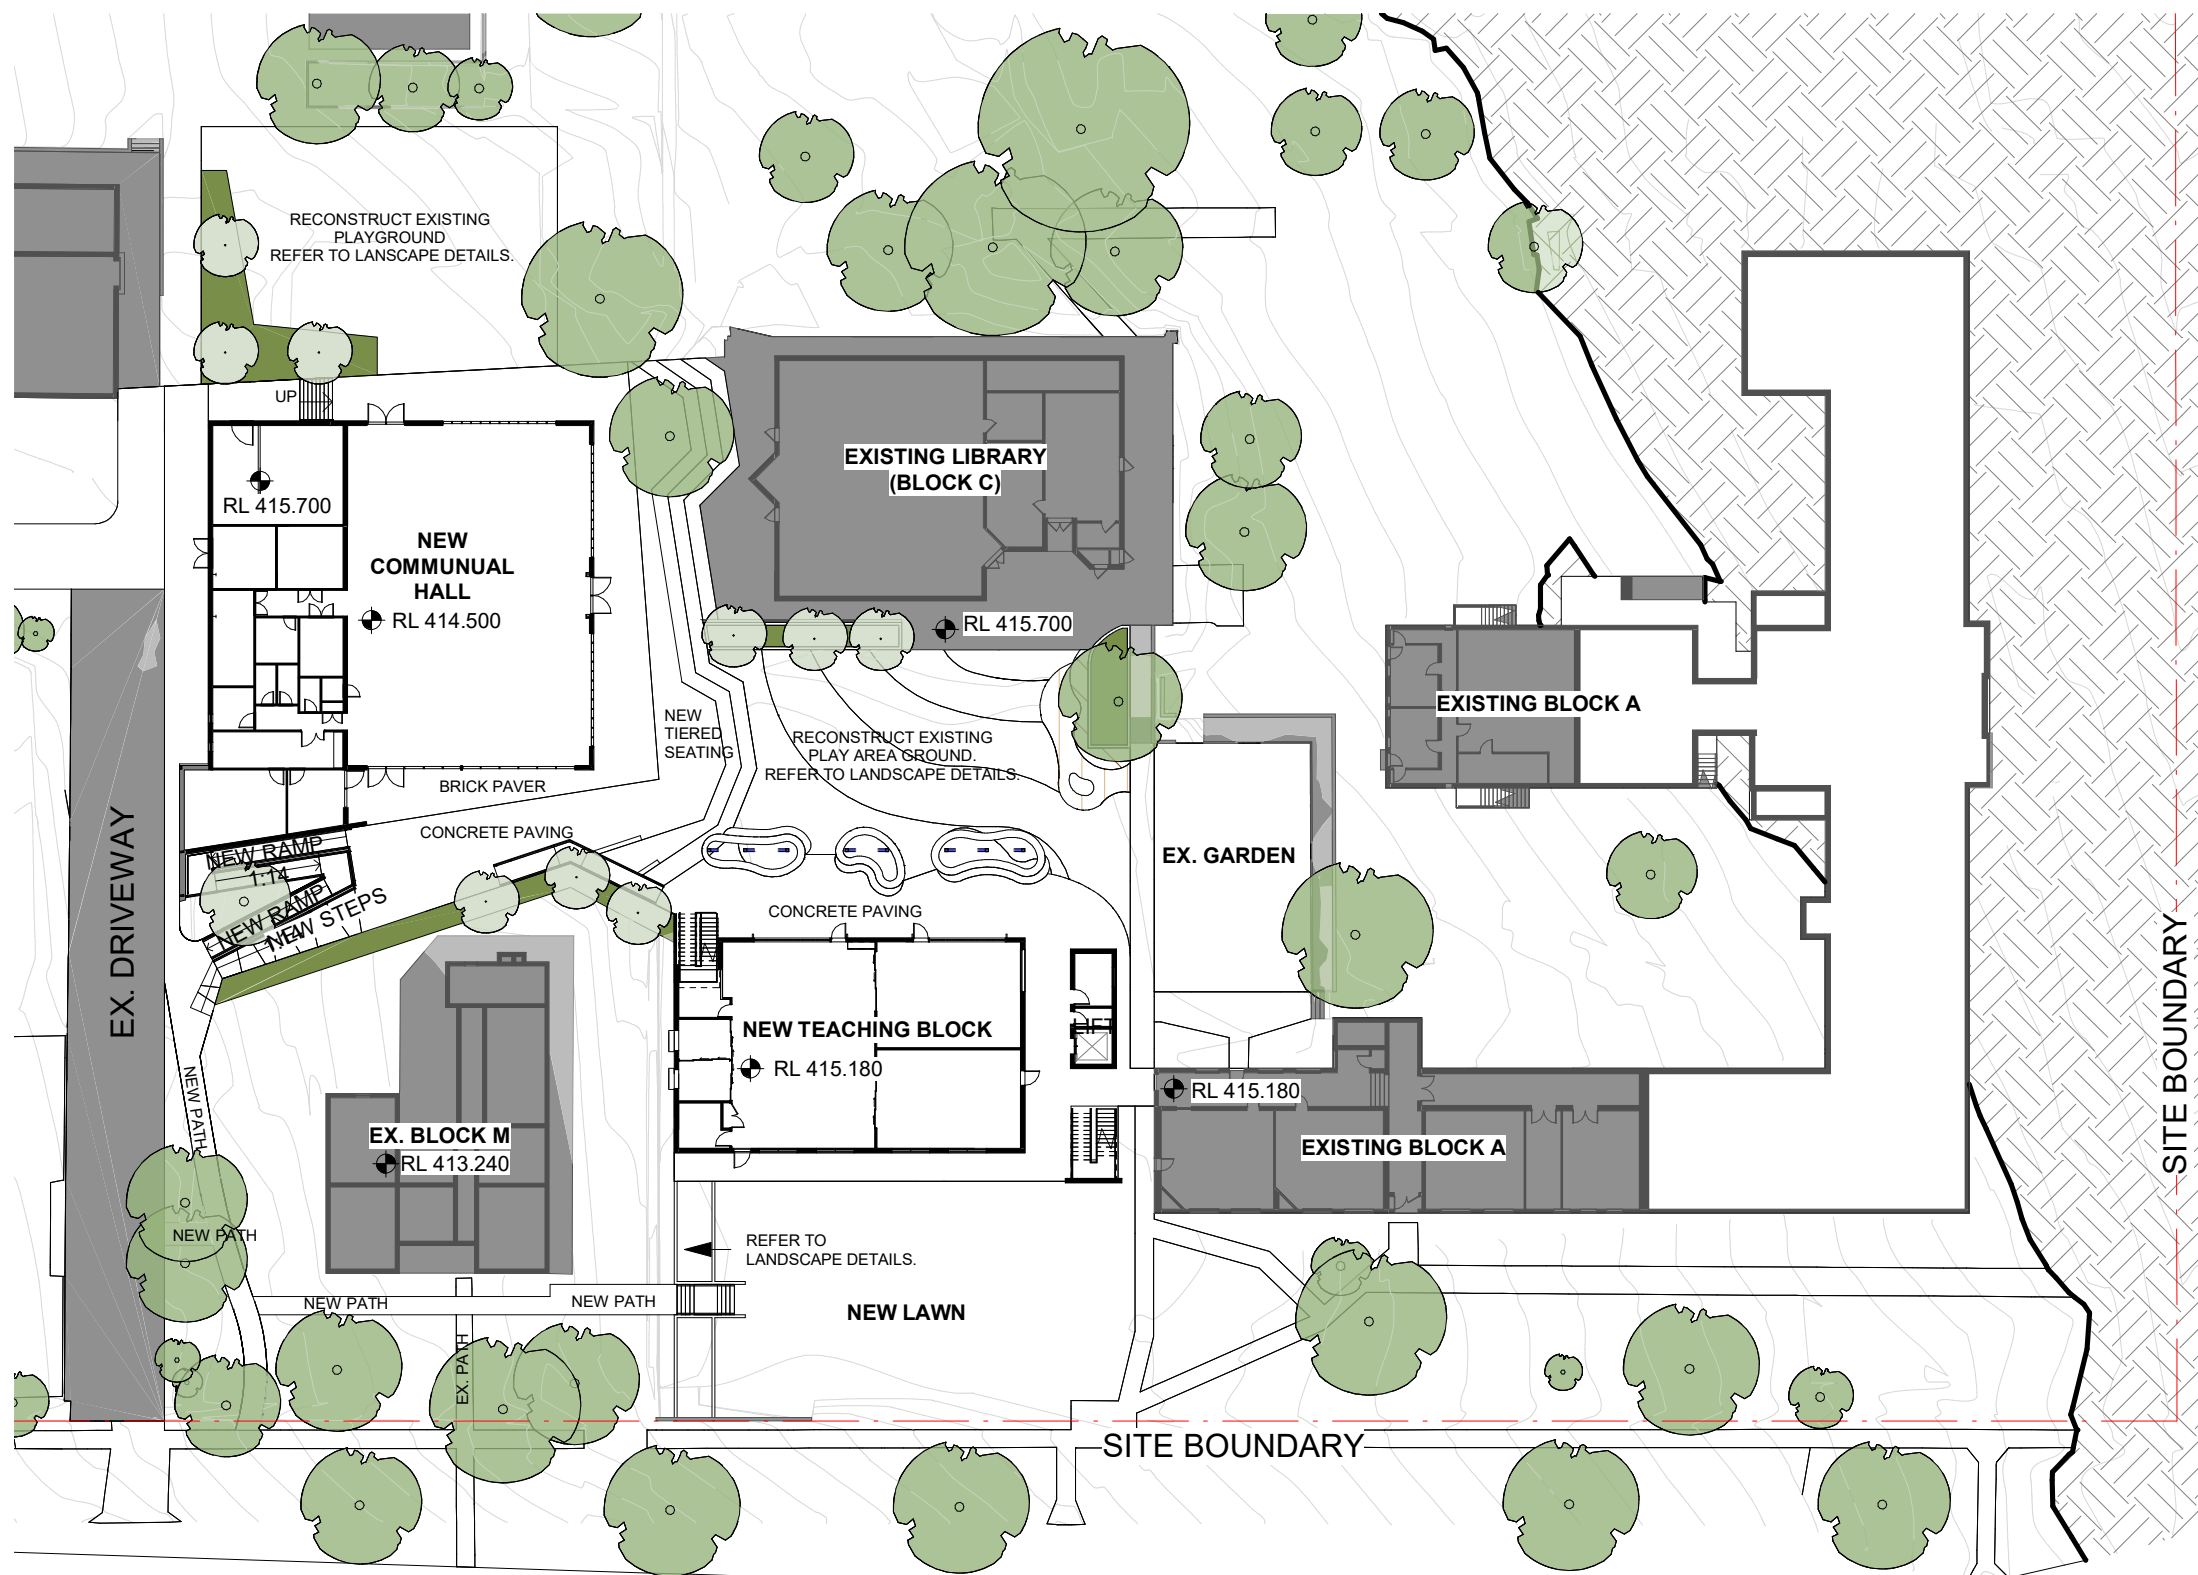 RECONSTRUCT EXISTING
PLAYGROUND
REFER TO LANSCAPE DETAILS.
UP
RL 415.700
NEW
COMMUNUAL
HALL
RL 414.500
EXISTING LIBRARY
(BLOCK C)
RL 415.700
NEW
TIERED
SEATING
RECONSTRUCT EXISTING
PLAY AREA GROUND.
REFER TO LANDSCAPE DETAILS.
EXISTING BLOCK A
BRICK PAVER
CONCRETE PAVING
EX. DRIVEWAY
NEW RAMP
1:14
NEW RAMP
1:14
NEW STEPS
EX. GARDEN
CONCRETE PAVING
NEW TEACHING BLOCK
RL 415.180
LIFT
RL 415.180
EXISTING BLOCK A
SITE BOUNDARY
NEW PATH
EX. BLOCK M
RL 413.240
NEW PATH
REFER TO
LANDSCAPE DETAILS.
NEW PATH
NEW PATH
NEW LAWN
EX. PATH
SITE BOUNDARY